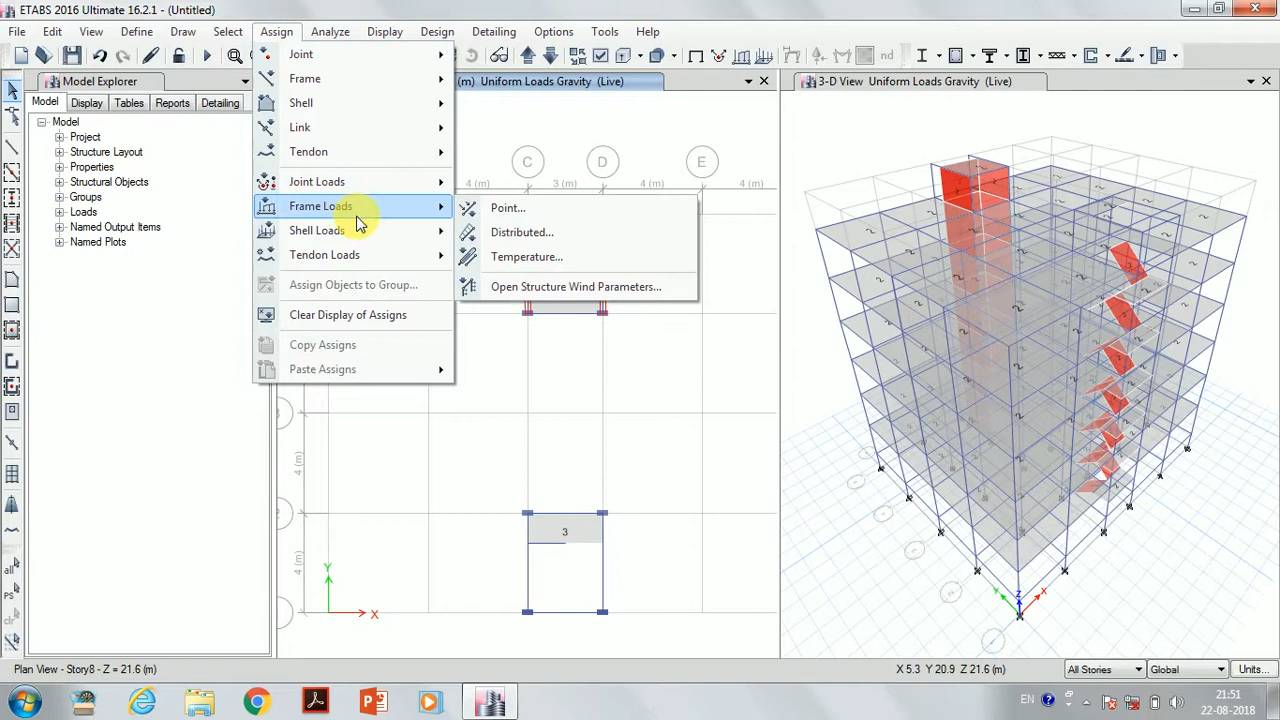 ETABS 2016 Ultimate 16.2.1 - (Untitled)
File Edit View Define Draw Select Assign Analyze Display Design Detailing Options Tools Help
nd
Model Explorer
(m) Uniform Loads Gravity (Live)
3-D View Uniform Loads Gravity (Live)
Model Display Tables Reports Detailing
Model
Project
Structure Layout
Properties
Structural Objects
Groups
Loads
Named Output Items
Named Plots
Joint
Frame
Shell
Link
Tendon
Joint Loads
Frame Loads
Shell Loads
Tendon Loads
Assign Objects to Group...
Clear Display of Assigns
Copy Assigns
Paste Assigns
Point...
Distributed...
Temperature...
Open Structure Wind Parameters...
C D E
4 (m) 3 (m) 4 (m) 4 (m)
4 (m)
4 (m)
3
Y
X
Z
Y X
all
PS
clr
Plan View - Story8 - Z = 21.6 (m)
X 5.3 Y 20.9 Z 21.6 (m)
All Stories
Global
Units...
EN
21:51
22-08-2018